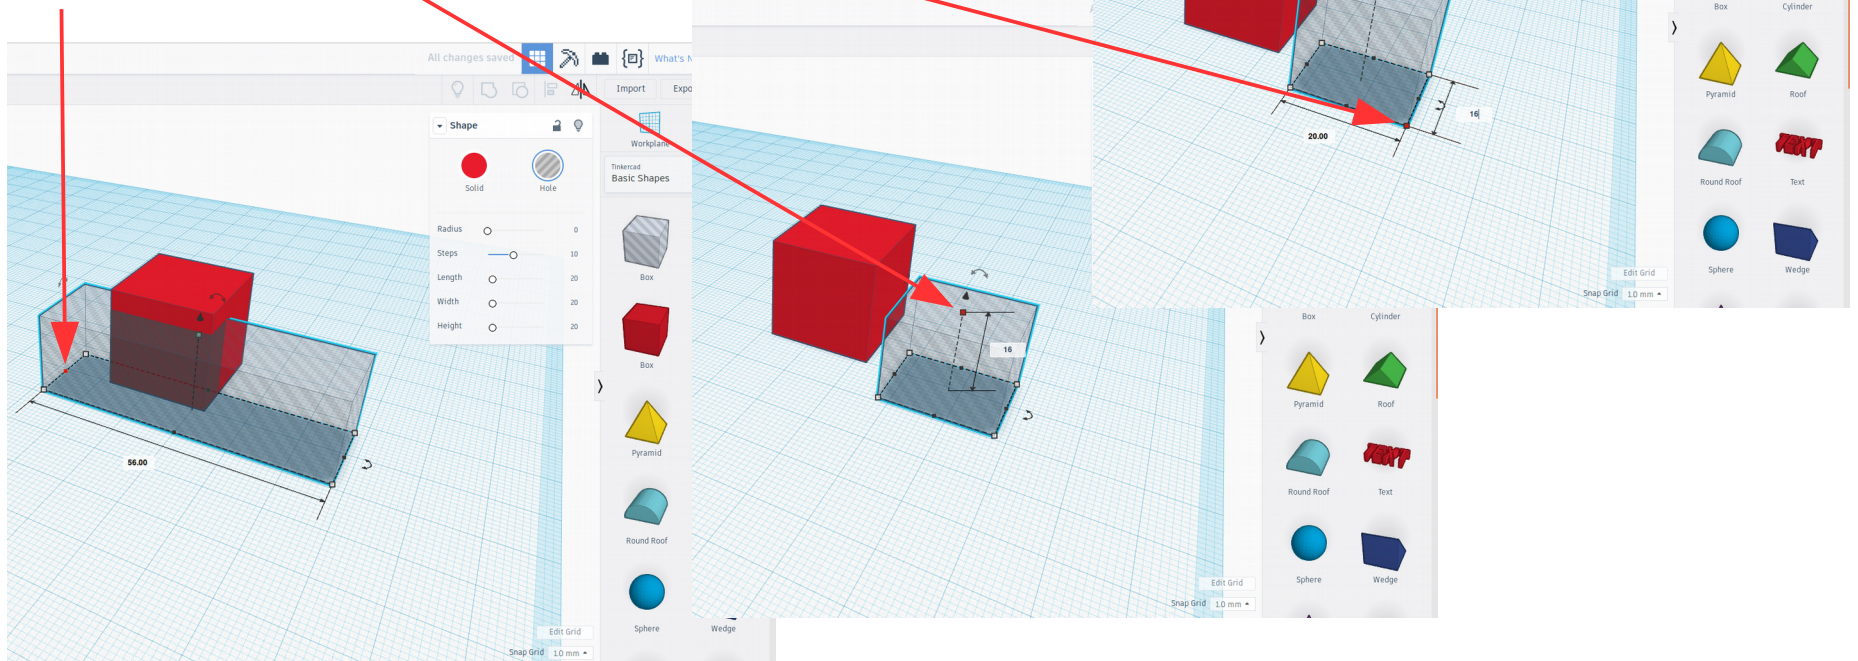 All changes saved
What's N
Import
Expo
Shape
Workplane
Solid
Hole
Tinkercad
Basic Shapes
Radius
0
Steps
10
Length
20
Width
20
Height
20
Box
Box
Pyramid
Round Roof
Sphere
Wedge
56.00
Edit Grid
Snap Grid
1.0 mm
16
Box
Cylinder
Pyramid
Roof
Round Roof
TEXT
Text
Sphere
Wedge
Edit Grid
Snap Grid
1.0 mm
20.00
16
Box
Cylinder
Pyramid
Roof
Round Roof
TEXT
Text
Sphere
Wedge
Edit Grid
Snap Grid
1.0 mm